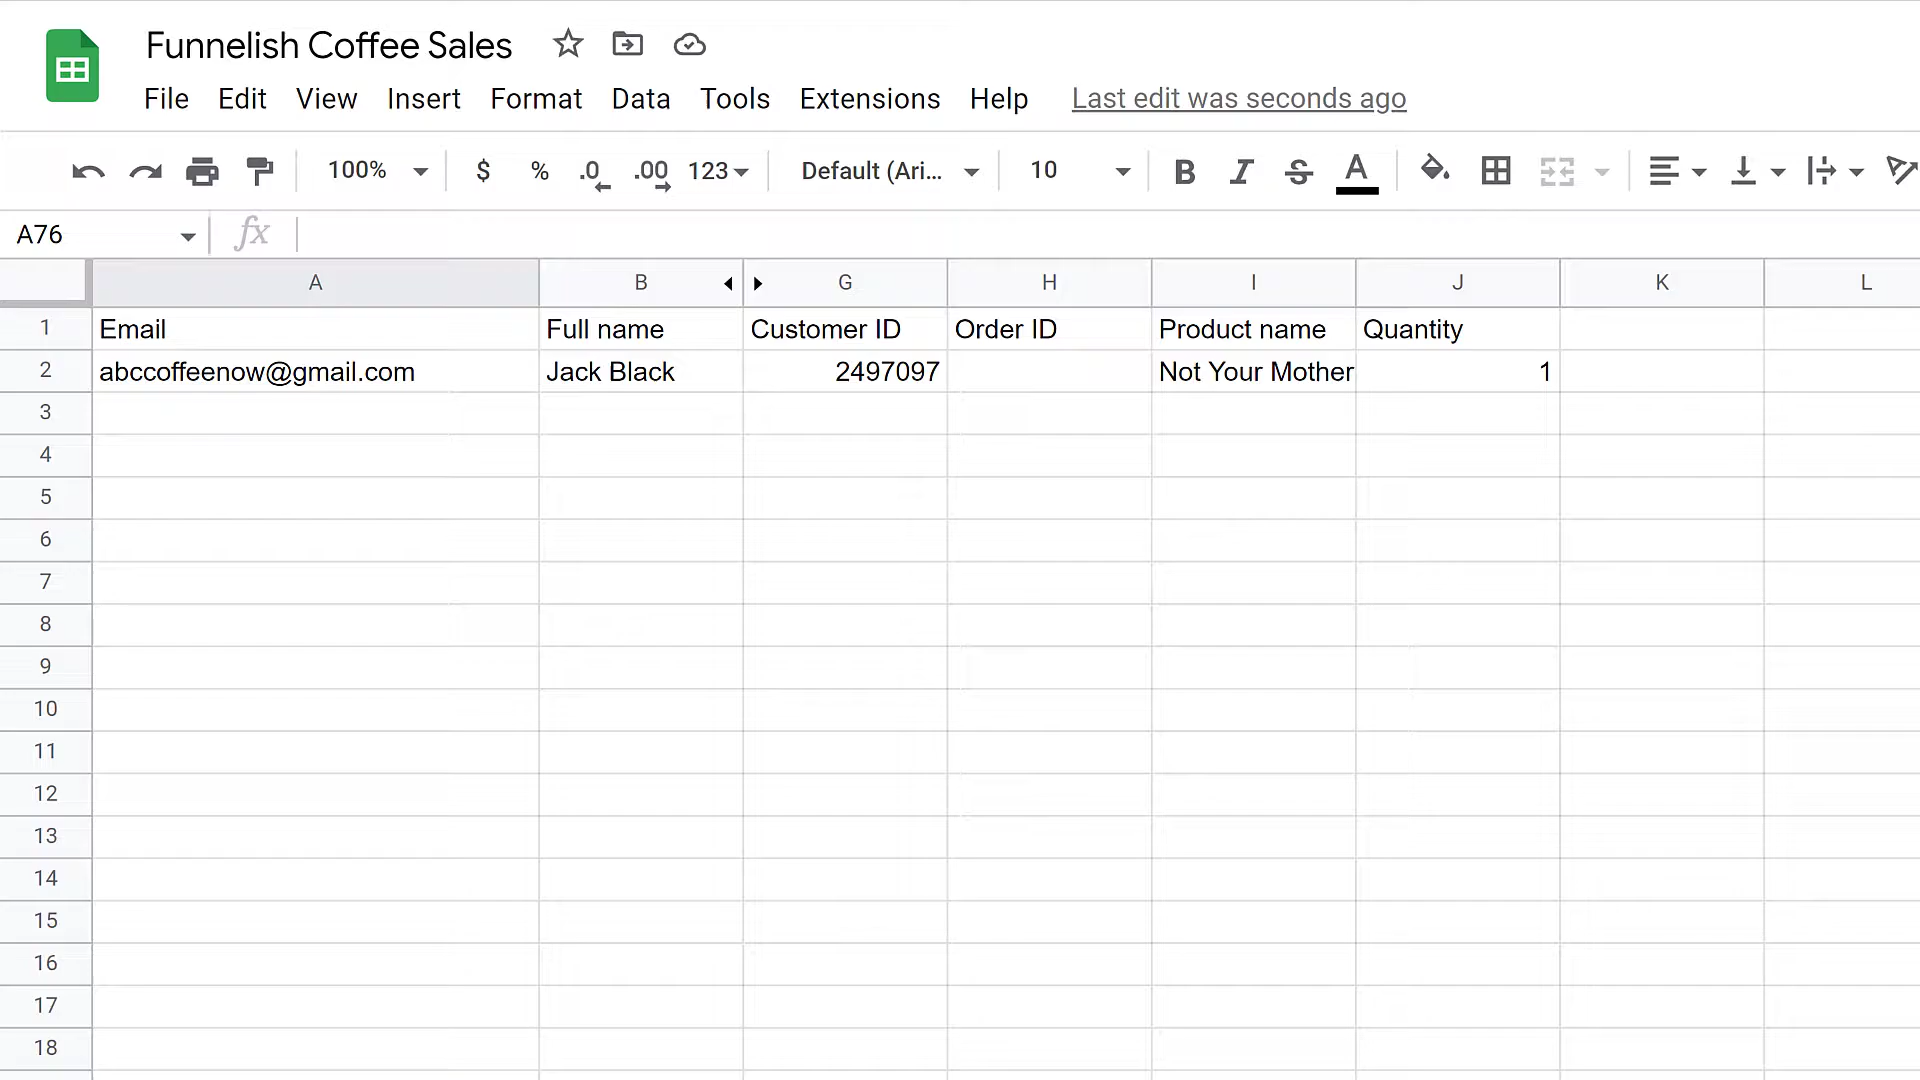 Funnelish Coffee Sales
File Edit View Insert Format Data Tools Extensions Help Last edit was seconds ago
100% $ % .0 .00 123 Default (Ari... 10 B I S A
A76 fx
A B G H I J K L
1 Email Full name Customer ID Order ID Product name Quantity
2 abccoffeenow@gmail.com Jack Black 2497097 Not Your Mother 1
3
4
5
6
7
8
9
10
11
12
13
14
15
16
17
18